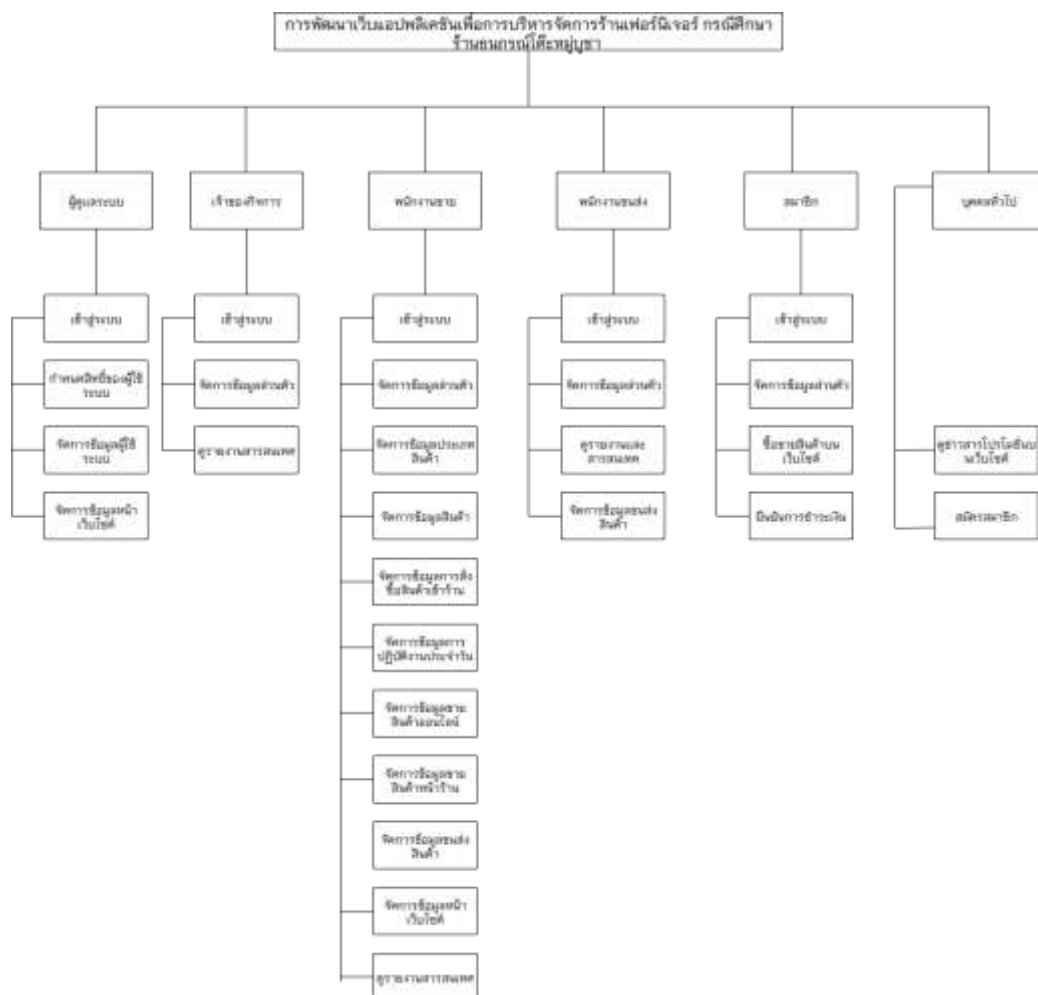 การพัฒนาเว็บแอปพลิเคชันเพื่อการบริหารจัดการร้านเฟอร์นิเจอร์ กรณีศึกษา
ร้านธนกรณ์โต๊ะหมู่บูชา
ผู้ดูแลระบบ
เจ้าของกิจการ
พนักงานขาย
พนักงานขนส่ง
สมาชิก
บุคคลทั่วไป
เข้าสู่ระบบ
กำหนดสิทธิ์ของผู้ใช้
ระบบ
จัดการข้อมูลผู้ใช้
ระบบ
จัดการข้อมูลหน้า
เว็บไซต์
เข้าสู่ระบบ
จัดการข้อมูลส่วนตัว
ดูรายงานสารสนเทศ
เข้าสู่ระบบ
จัดการข้อมูลส่วนตัว
จัดการข้อมูลประเภท
สินค้า
จัดการข้อมูลสินค้า
จัดการข้อมูลการสั่ง
ซื้อสินค้าเข้าร้าน
จัดการข้อมูลการ
ปฏิบัติงานประจำวัน
จัดการข้อมูลขาย
สินค้าออนไลน์
จัดการข้อมูลขาย
สินค้าหน้าร้าน
จัดการข้อมูลขนส่ง
สินค้า
จัดการข้อมูลหน้า
เว็บไซต์
ดูรายงานสารสนเทศ
เข้าสู่ระบบ
จัดการข้อมูลส่วนตัว
ดูรายงานและ
สารสนเทศ
จัดการข้อมูลขนส่ง
สินค้า
เข้าสู่ระบบ
จัดการข้อมูลส่วนตัว
ซื้อขายสินค้าบน
เว็บไซต์
ยืนยันการชำระเงิน
ดูข่าวสารโปรโมชั่นบ
นเว็บไซต์
สมัครสมาชิก